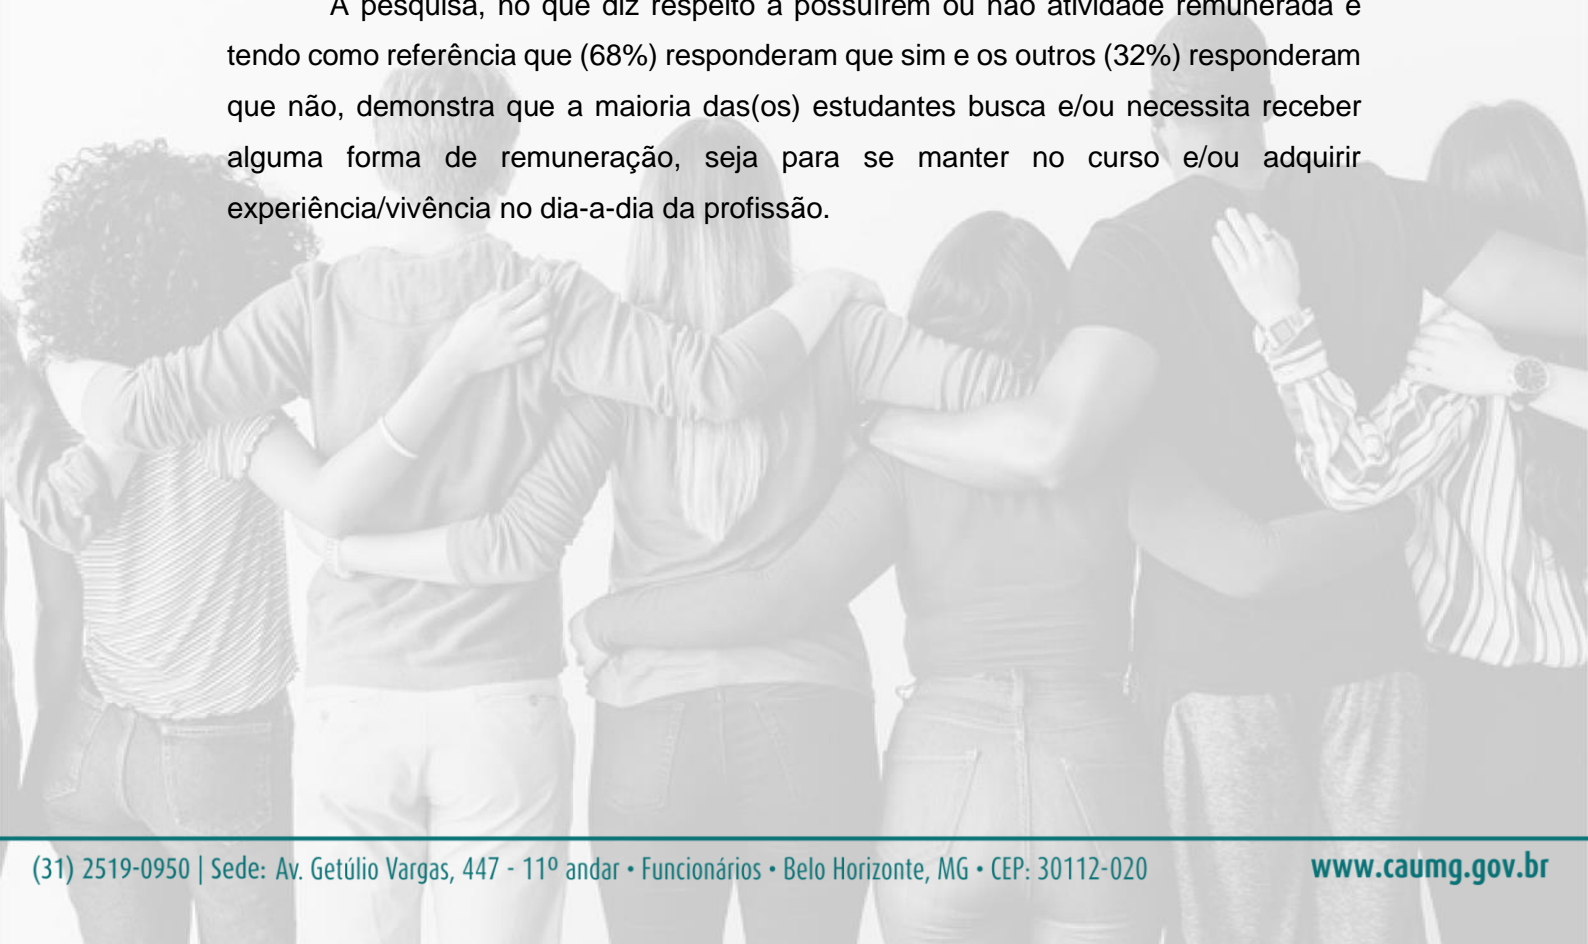 A pesquisa, no que diz respeito a possuírem ou não atividade remunerada e
tendo como referência que (68%) responderam que sim e os outros (32%) responderam
que não, demonstra que a maioria das(os) estudantes busca e/ou necessita receber
alguma forma de remuneração, seja para se manter no curso e/ou adquirir
experiência/vivência no dia-a-dia da profissão.
(31) 2519-0950 | Sede: Av. Getúlio Vargas, 447 - 11º andar • Funcionários • Belo Horizonte, MG • CEP: 30112-020
www.caumg.gov.br